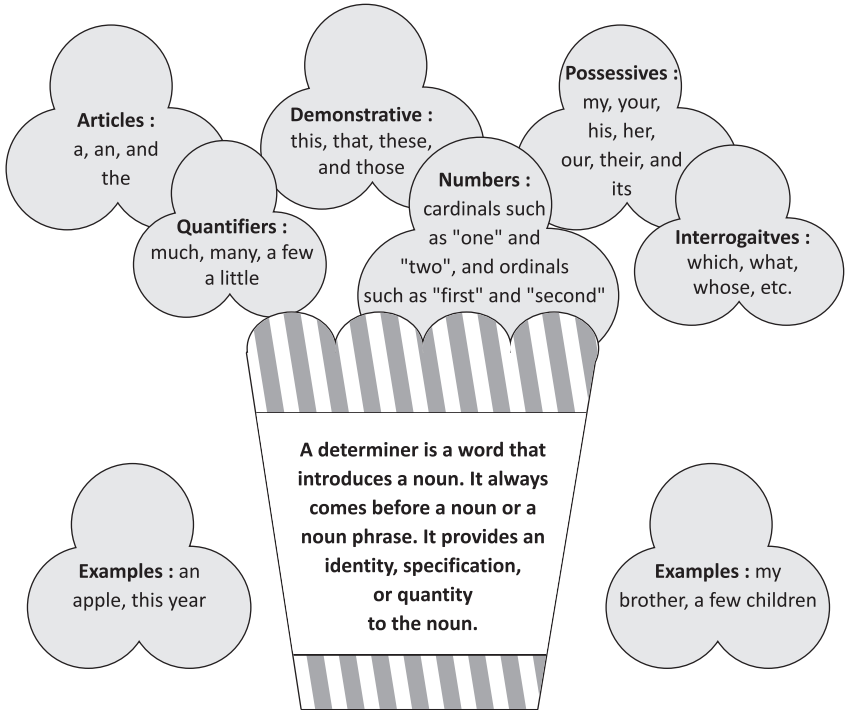 Articles :
a, an, and
the
Demonstrative :
this, that, these,
and those
Possessives :
my, your,
his, her,
our, their, and
its
Quantifiers :
much, many, a few
a little
Numbers :
cardinals such
as "one" and
"two", and ordinals
such as "first" and "second"
Interrogaitves :
which, what,
whose, etc.
A determiner is a word that
introduces a noun. It always
comes before a noun or a
noun phrase. It provides an
identity, specification,
or quantity
to the noun.
Examples : an
apple, this year
Examples : my
brother, a few children